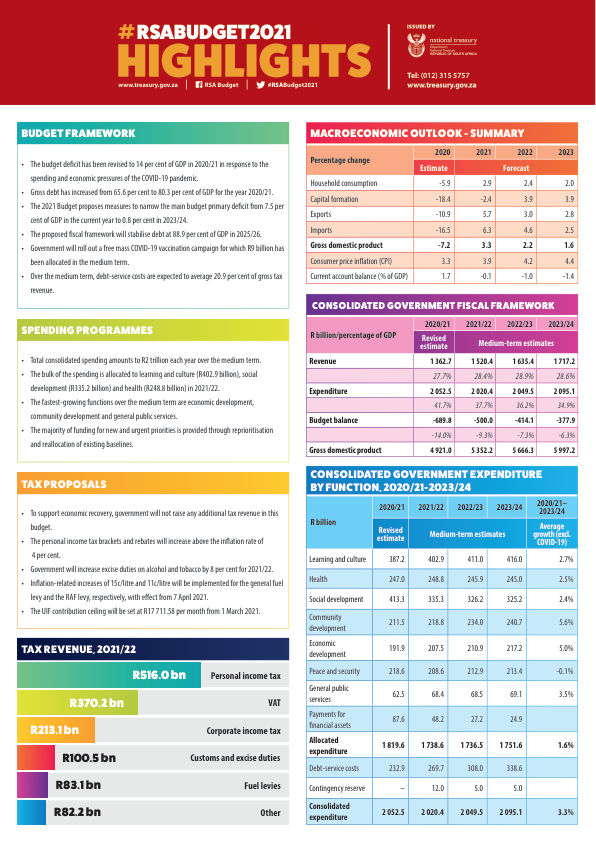 #RSABUDGET2021
HIGHLIGHTS
www.treasury.gov.za
RSA Budget
#RSABudget2021
ISSUED BY
national treasury
Department:
National Treasury
REPUBLIC OF SOUTH AFRICA
Tel: (012) 315 5757
www.treasury.gov.za
BUDGET FRAMEWORK
• The budget deficit has been revised to 14 per cent of GDP in 2020/21 in response to the
spending and economic pressures of the COVID-19 pandemic.
• Gross debt has increased from 65.6 per cent to 80.3 per cent of GDP for the year 2020/21.
• The 2021 Budget proposes measures to narrow the main budget primary deficit from 7.5 per
cent of GDP in the current year to 0.8 per cent in 2023/24.
• The proposed fiscal framework will stabilise debt at 88.9 per cent of GDP in 2025/26.
• Government will roll out a free mass COVID-19 vaccination campaign for which R9 billion has
been allocated in the medium term.
• Over the medium term, debt-service costs are expected to average 20.9 per cent of gross tax
revenue.
SPENDING PROGRAMMES
• Total consolidated spending amounts to R2 trillion each year over the medium term.
• The bulk of the spending is allocated to learning and culture (R402.9 billion), social
development (R335.2 billion) and health (R248.8 billion) in 2021/22.
• The fastest-growing functions over the medium term are economic development,
community development and general public services.
• The majority of funding for new and urgent priorities is provided through reprioritisation
and reallocation of existing baselines.
TAX PROPOSALS
• To support economic recovery, government will not raise any additional tax revenue in this
budget.
• The personal income tax brackets and rebates will increase above the inflation rate of
4 per cent.
• Government will increase excise duties on alcohol and tobacco by 8 per cent for 2021/22.
• Inflation-related increases of 15c/litre and 11c/litre will be implemented for the general fuel
levy and the RAF levy, respectively, with effect from 7 April 2021.
• The UIF contribution ceiling will be set at R17 711.58 per month from 1 March 2021.
TAX REVENUE, 2021/22
R516.0 bn Personal income tax
R370.2 bn VAT
R213.1 bn Corporate income tax
R100.5 bn Customs and excise duties
R83.1 bn Fuel levies
R82.2 bn Other
MACROECONOMIC OUTLOOK – SUMMARY
Percentage change 2020 2021 2022 2023
Estimate Forecast
Household consumption -5.9 2.9 2.4 2.0
Capital formation -18.4 -2.4 3.9 3.9
Exports -10.9 5.7 3.0 2.8
Imports -16.5 6.3 4.6 2.5
Gross domestic product -7.2 3.3 2.2 1.6
Consumer price inflation (CPI) 3.3 3.9 4.2 4.4
Current account balance (% of GDP) 1.7 -0.1 -1.0 -1.4
CONSOLIDATED GOVERNMENT FISCAL FRAMEWORK
R billion/percentage of GDP 2020/21 2021/22 2022/23 2023/24
Revised estimate Medium-term estimates
Revenue 1 362.7 1 520.4 1 635.4 1 717.2
27.7% 28.4% 28.9% 28.6%
Expenditure 2 052.5 2 020.4 2 049.5 2 095.1
41.7% 37.7% 36.2% 34.9%
Budget balance -689.8 -500.0 -414.1 -377.9
-14.0% -9.3% -7.3% -6.3%
Gross domestic product 4 921.0 5 352.2 5 666.3 5 997.2
CONSOLIDATED GOVERNMENT EXPENDITURE
BY FUNCTION, 2020/21–2023/24
R billion 2020/21 2021/22 2022/23 2023/24 2020/21– 2023/24
Revised estimate Medium-term estimates Average growth (excl. COVID-19)
Learning and culture 387.2 402.9 411.0 416.0 2.7%
Health 247.0 248.8 245.9 245.0 2.5%
Social development 413.3 335.3 326.2 325.2 2.4%
Community development 211.5 218.8 234.0 240.7 5.6%
Economic development 191.9 207.5 210.9 217.2 5.0%
Peace and security 218.6 208.6 212.9 213.4 -0.1%
General public services 62.5 68.4 68.5 69.1 3.5%
Payments for financial assets 87.6 48.2 27.2 24.9
Allocated expenditure 1 819.6 1 738.6 1 736.5 1 751.6 1.6%
Debt-service costs 232.9 269.7 308.0 338.6
Contingency reserve – 12.0 5.0 5.0
Consolidated expenditure 2 052.5 2 020.4 2 049.5 2 095.1 3.3%